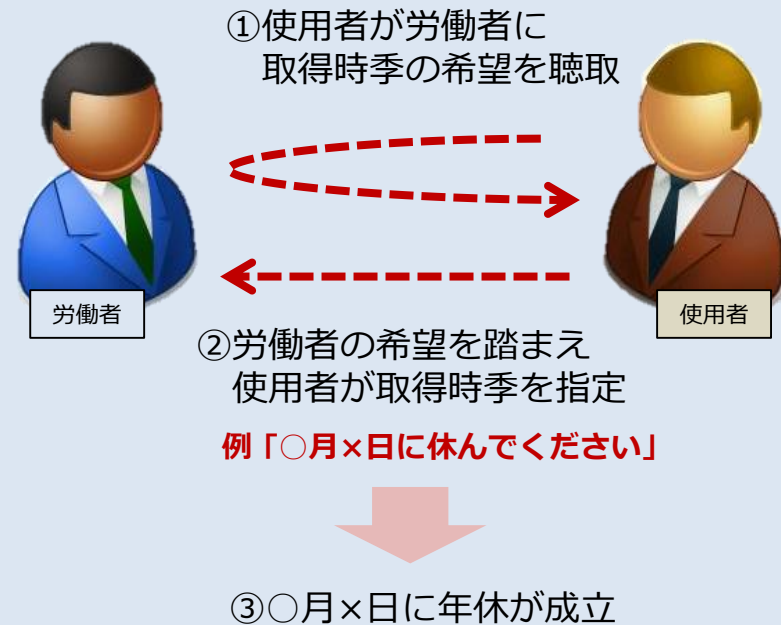 ①使用者が労働者に
取得時季の希望を聴取
労働者
使用者
②労働者の希望を踏まえ
使用者が取得時季を指定
例「○月×日に休んでください」
③○月×日に年休が成立